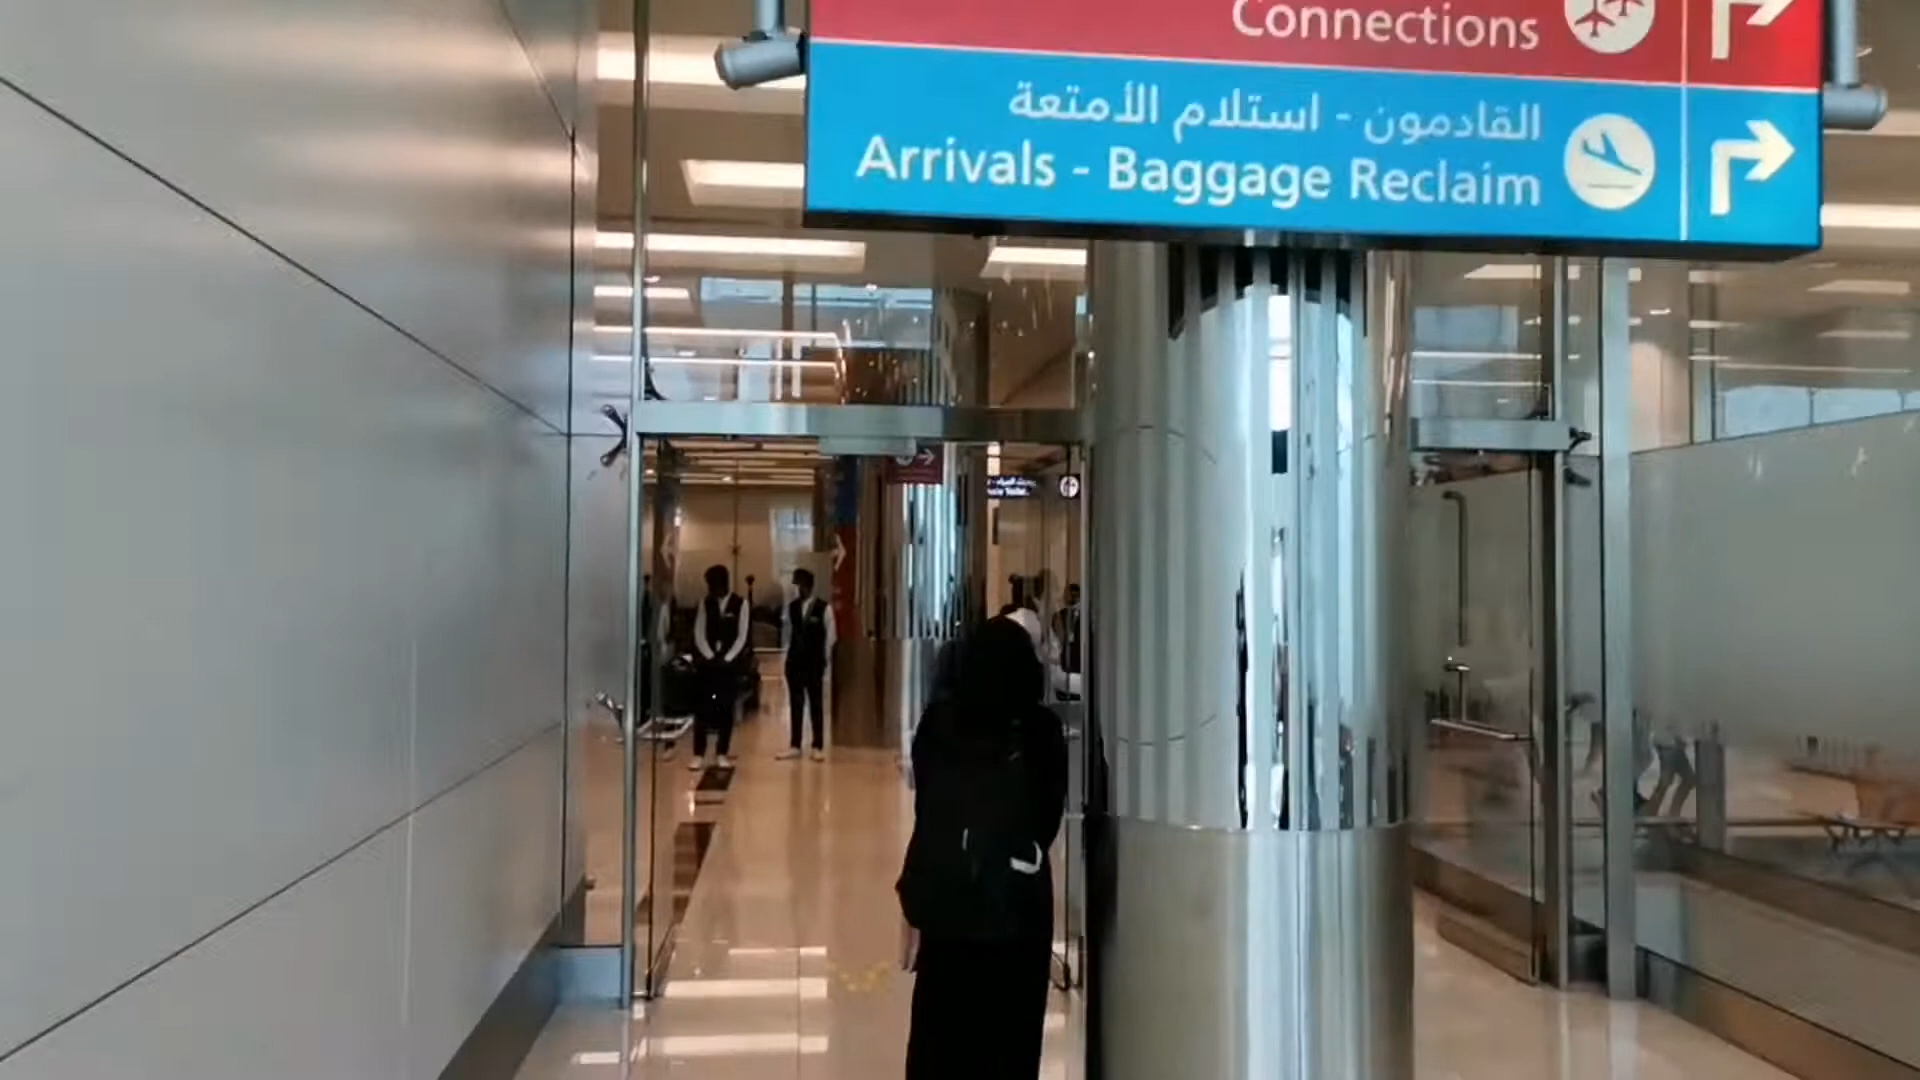 Connections
القادمون - استلام الأمتعة
Arrivals - Baggage Reclaim